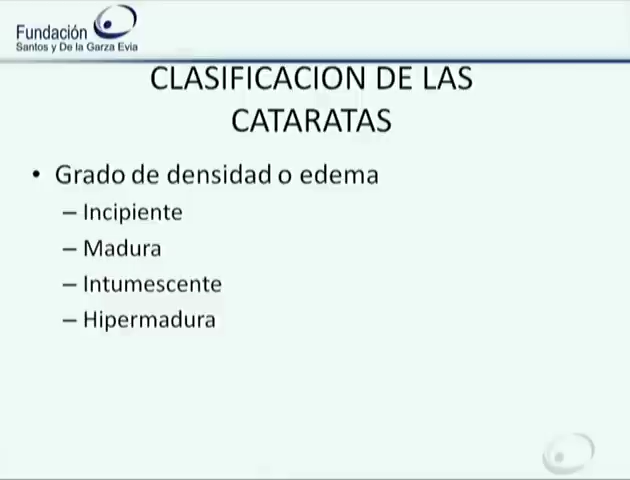 Fundación
Santos y De la Garza Evia
CLASIFICACION DE LAS
CATARATAS
• Grado de densidad o edema
– Incipiente
– Madura
– Intumescente
– Hipermadura